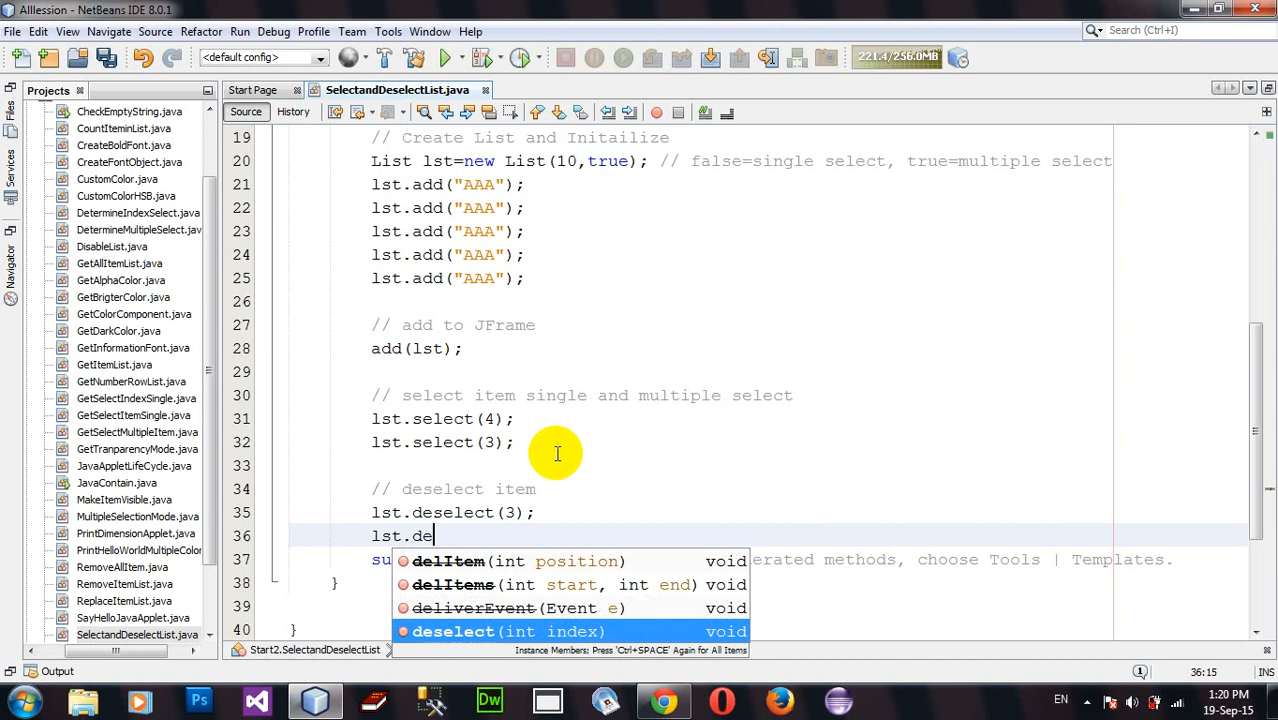 Alllession - NetBeans IDE 8.0.1
File Edit View Navigate Source Refactor Run Debug Profile Team Tools Window Help
Search (Ctrl+I)
<default config>
221.4/256.0MB
Projects
Start Page
SelectandDeselectList.java
Source
History
Files
Services
Navigator
CheckEmptyString.java
CountIteminList.java
CreateBoldFont.java
CreateFontObject.java
CustomColor.java
CustomColorHSB.java
DetermineIndexSelect.java
DetermineMultipleSelect.java
DisableList.java
GetAllItemList.java
GetAlphaColor.java
GetBrigterColor.java
GetColorComponent.java
GetDarkColor.java
GetInformationFont.java
GetItemList.java
GetNumberRowList.java
GetSelectIndexSingle.java
GetSelectItemSingle.java
GetSelectMultipleItem.java
GetTranparencyMode.java
JavaAppletLifeCycle.java
JavaContain.java
MakeItemVisible.java
MultipleSelectionMode.java
PrintDimensionApplet.java
PrintHelloWorldMultipleColor
RemoveAllItem.java
RemoveItemList.java
ReplaceItemList.java
SayHelloJavaApplet.java
SelectandDeselectList.java
19 // Create List and Initailize
20 List lst=new List(10,true); // false=single select, true=multiple select
21 lst.add("AAA");
22 lst.add("AAA");
23 lst.add("AAA");
24 lst.add("AAA");
25 lst.add("AAA");
26
27 // add to JFrame
28 add(lst);
29
30 // select item single and multiple select
31 lst.select(4);
32 lst.select(3);
33
34 // deselect item
35 lst.deselect(3);
36 lst.de
37 su erated methods, choose Tools | Templates.
38 }
39
40 }
delItem(int position) void
delItems(int start, int end) void
deliverEvent(Event e) void
deselect(int index) void
Instance Members; Press 'Ctrl+SPACE' Again for All Items
Start2.SelectandDeselectList
Output
36:15
INS
Ps
Dw
EN
1:20 PM
19-Sep-15